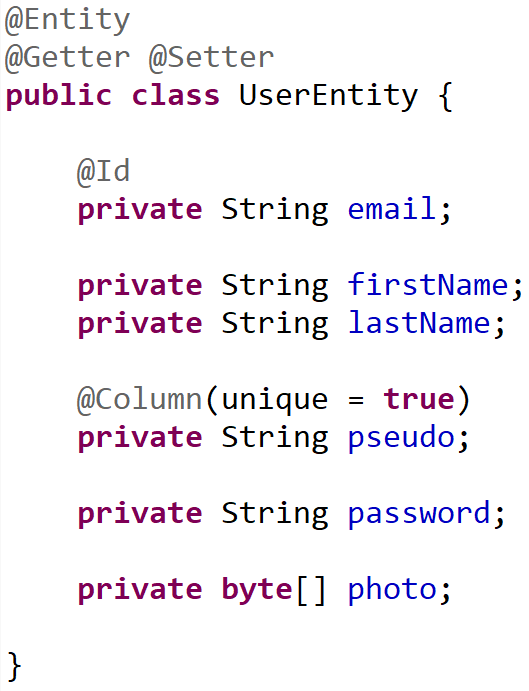 @Entity
@Getter @Setter
public class UserEntity {
@Id
private String email;
private String firstName;
private String lastName;
@Column(unique = true)
private String pseudo;
private String password;
private byte[] photo;
}